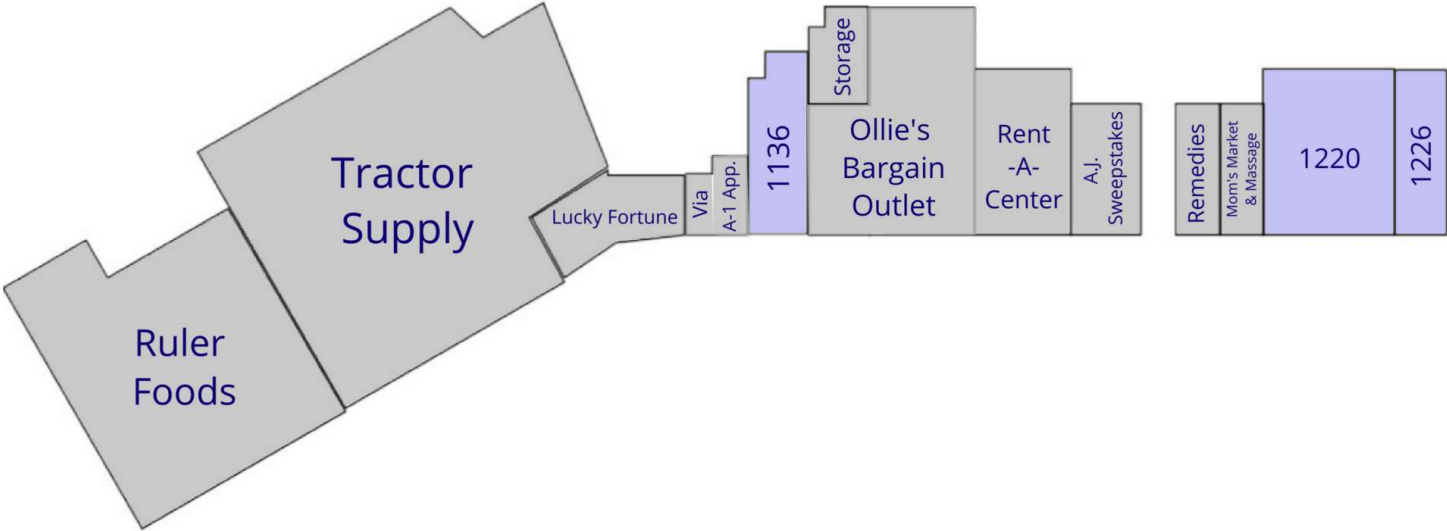 Ruler
Foods
Tractor
Supply
Lucky Fortune
Via
A-1 App.
1136
Storage
Ollie's
Bargain
Outlet
Rent
-A-
Center
A.J.
Sweepstakes
Remedies
Mom's Market
& Massage
1220
1226